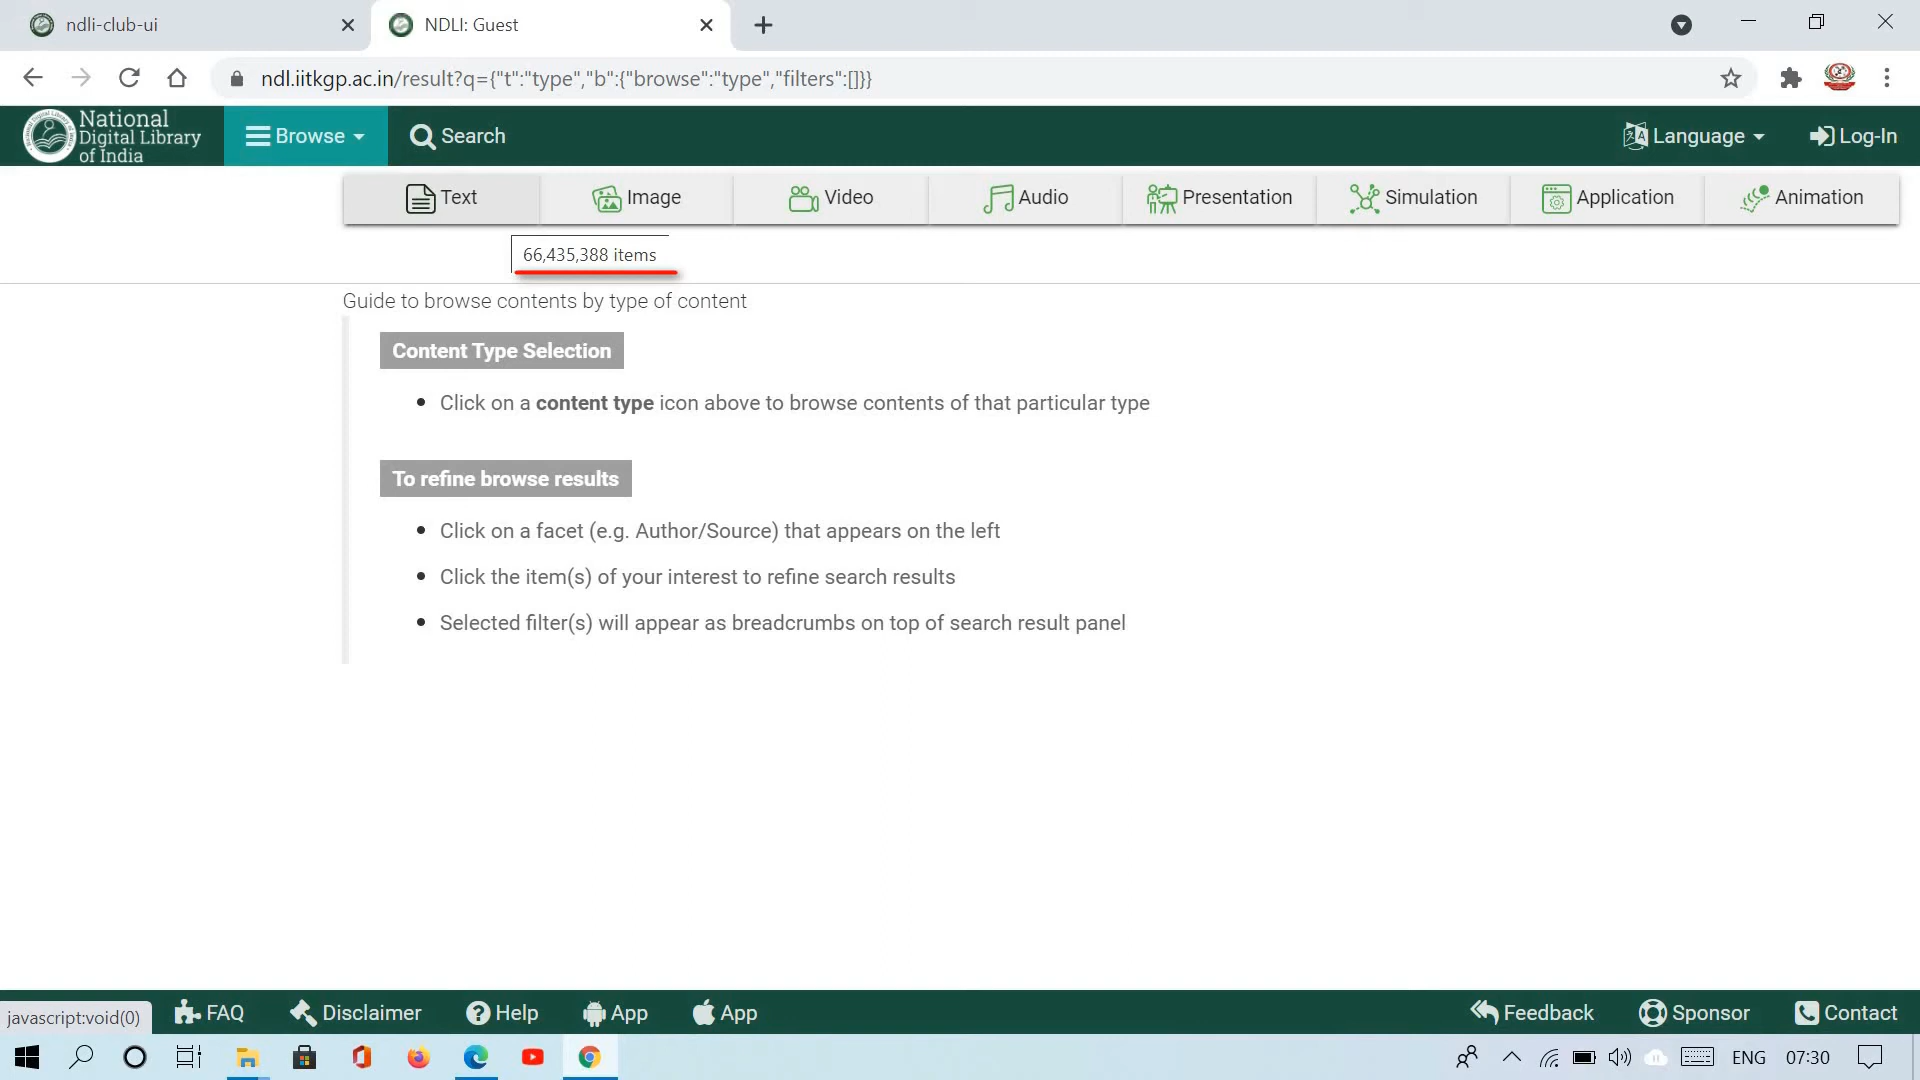 ndli-club-ui
NDLI: Guest
ndl.iitkgp.ac.in/result?q={"t":"type","b":{"browse":"type","filters":[]}}
National
Digital Library
of India
Browse
Search
Language
Log-In
Text
Image
Video
Audio
Presentation
Simulation
Application
Animation
66,435,388 items
Guide to browse contents by type of content
Content Type Selection
Click on a content type icon above to browse contents of that particular type
To refine browse results
Click on a facet (e.g. Author/Source) that appears on the left
Click the item(s) of your interest to refine search results
Selected filter(s) will appear as breadcrumbs on top of search result panel
javascript:void(0)
FAQ
Disclaimer
Help
App
App
Feedback
Sponsor
Contact
ENG
07:30